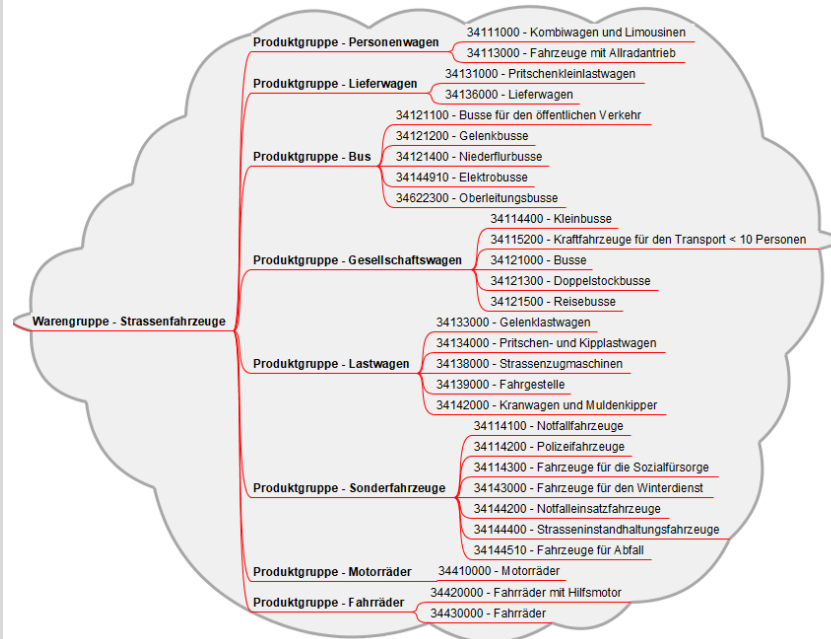 Warengruppe - Strassenfahrzeuge
Produktgruppe - Personenwagen
34111000 - Kombiwagen und Limousinen
34113000 - Fahrzeuge mit Allradantrieb
Produktgruppe - Lieferwagen
34131000 - Pritschenkleinlastwagen
34136000 - Lieferwagen
Produktgruppe - Bus
34121100 - Busse für den öffentlichen Verkehr
34121200 - Gelenkbusse
34121400 - Niederflurbusse
34144910 - Elektrobusse
34622300 - Oberleitungsbusse
Produktgruppe - Gesellschaftswagen
34114400 - Kleinbusse
34115200 - Kraftfahrzeuge für den Transport < 10 Personen
34121000 - Busse
34121300 - Doppelstockbusse
34121500 - Reisebusse
Produktgruppe - Lastwagen
34133000 - Gelenklastwagen
34134000 - Pritschen- und Kipplastwagen
34138000 - Strassenzugmaschinen
34139000 - Fahrgestelle
34142000 - Kranwagen und Muldenkipper
Produktgruppe - Sonderfahrzeuge
34114100 - Notfallfahrzeuge
34114200 - Polizeifahrzeuge
34114300 - Fahrzeuge für die Sozialfürsorge
34143000 - Fahrzeuge für den Winterdienst
34144200 - Notfalleinsatzfahrzeuge
34144400 - Strasseninstandhaltungsfahrzeuge
34144510 - Fahrzeuge für Abfall
Produktgruppe - Motorräder
34410000 - Motorräder
Produktgruppe - Fahrräder
34420000 - Fahrräder mit Hilfsmotor
34430000 - Fahrräder